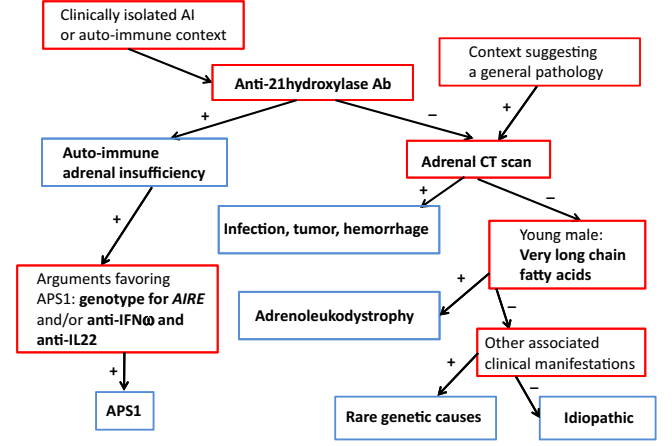 Clinically isolated AI
or auto-immune context
Context suggesting
a general pathology
Anti-21hydroxylase Ab
+
−
+
Auto-immune
adrenal insufficiency
Adrenal CT scan
+
−
+
Infection, tumor, hemorrhage
Young male:
Very long chain
fatty acids
Arguments favoring
APS1: genotype for AIRE
and/or anti-IFNω and
anti-IL22
+
−
Adrenoleukodystrophy
Other associated
clinical manifestations
+
+
−
APS1
Rare genetic causes
Idiopathic